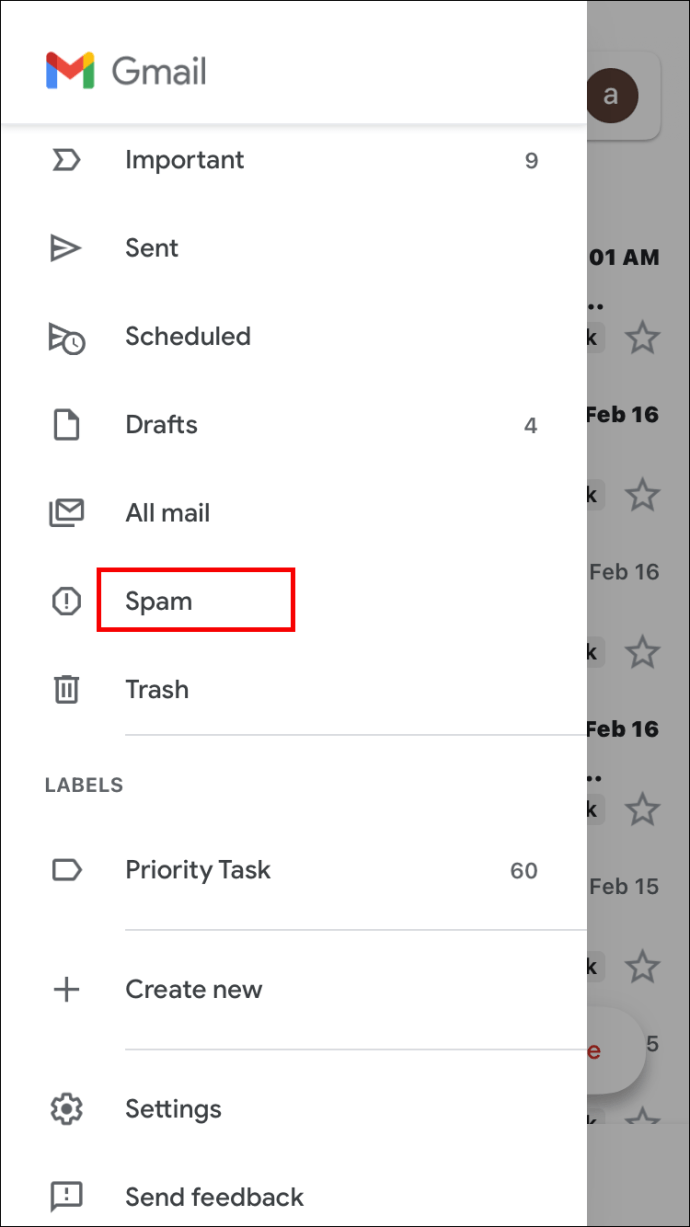 Gmail
a
Important 9
01 AM
Sent
..
k
Scheduled
Feb 16
Drafts 4
k
All mail
Feb 16
Spam
k
Trash
Feb 16
..
LABELS
k
Priority Task 60
Feb 15
k
Create new
e
5
Settings
k
Send feedback